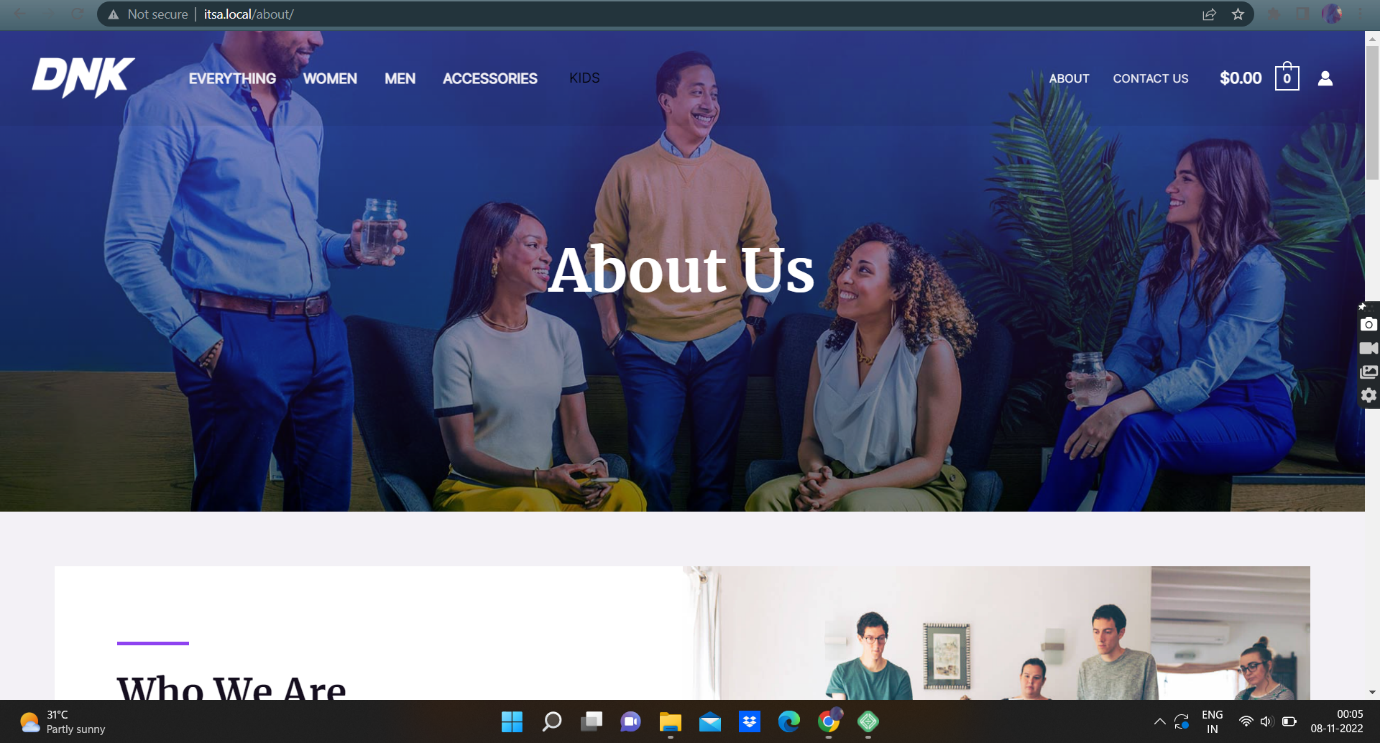 Not secure itsa.local/about/
DNK EVERYTHING WOMEN MEN ACCESSORIES KIDS ABOUT CONTACT US $0.00 0
About Us
Who We Are
31°C
Partly sunny
ENG
IN
00:05
08-11-2022